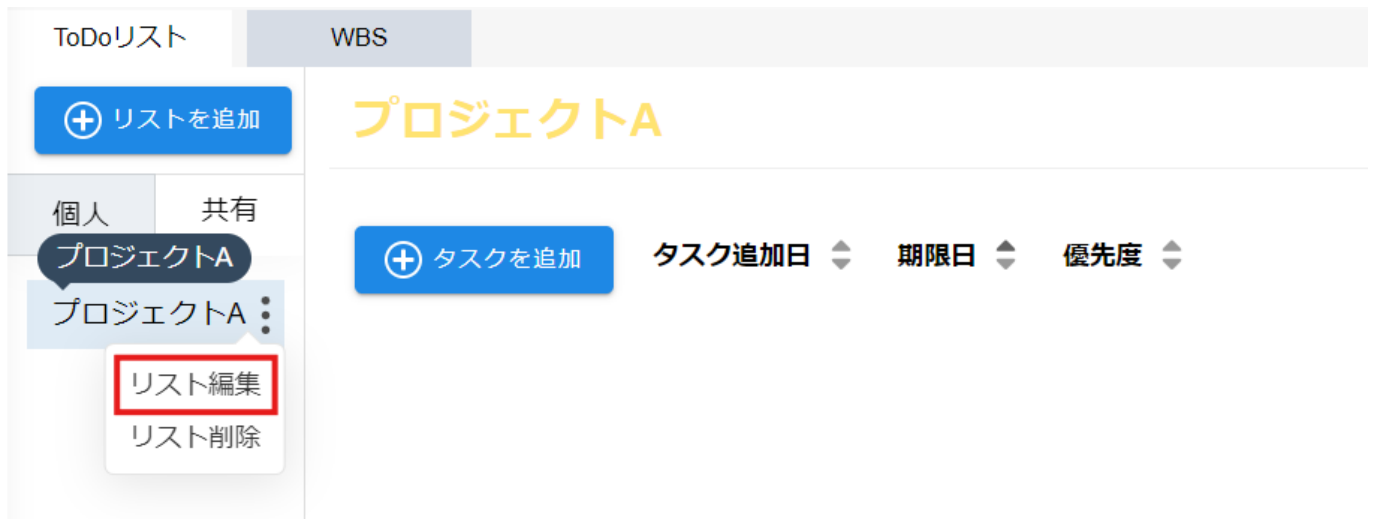 ToDoリスト WBS
リストを追加
プロジェクトA
個人 共有
プロジェクトA
プロジェクトA
リスト編集
リスト削除
タスクを追加 タスク追加日 期限日 優先度